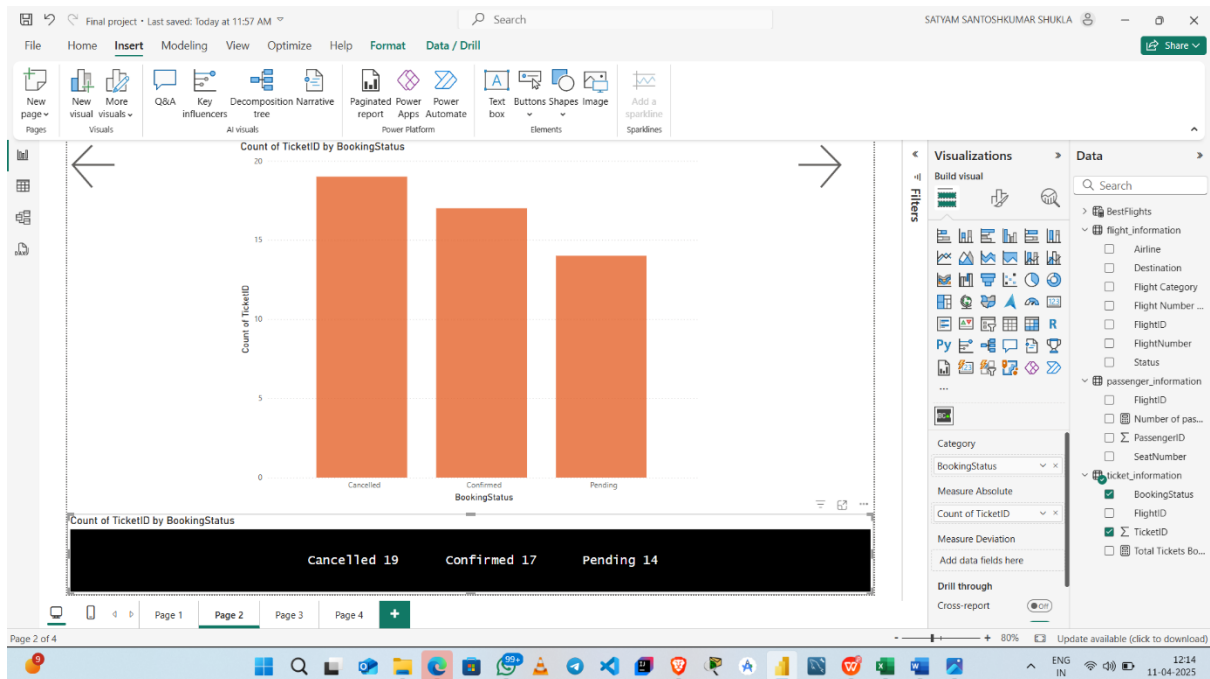 Final project • Last saved: Today at 11:57 AM
Search
SATYAM SANTOSHKUMAR SHUKLA
File Home Insert Modeling View Optimize Help Format Data / Drill
Share
New page
Pages
New visual
More visuals
Visuals
Q&A
Key influencers
Decomposition tree
Narrative
AI visuals
Paginated report
Power Apps
Power Automate
Power Platform
Text box
Buttons
Shapes
Image
Elements
Add a sparkline
Sparklines
Count of TicketID by BookingStatus
20
15
10
5
0
Count of TicketID
Cancelled Confirmed Pending
BookingStatus
Count of TicketID by BookingStatus
Cancelled 19 Confirmed 17 Pending 14
Filters
Visualizations
Build visual
123
R
Py
...
Category
BookingStatus
Measure Absolute
Count of TicketID
Measure Deviation
Add data fields here
Drill through
Cross-report
Off
Data
Search
BestFlights
flight_information
Airline
Destination
Flight Category
Flight Number ...
FlightID
FlightNumber
Status
passenger_information
FlightID
Number of pas...
PassengerID
SeatNumber
ticket_information
BookingStatus
FlightID
TicketID
Total Tickets Bo...
Page 1 Page 2 Page 3 Page 4 +
Page 2 of 4
- + 80%
Update available (click to download)
9
99+
ENG
IN
12:14
11-04-2025